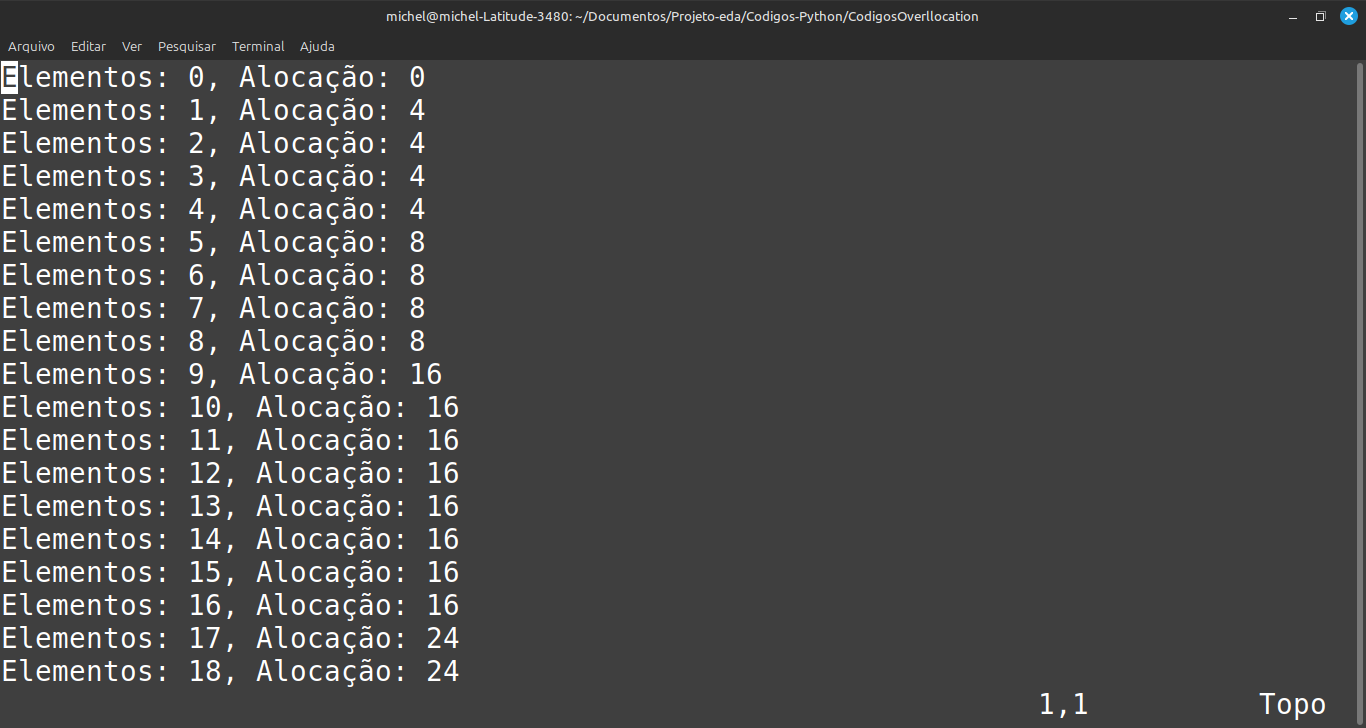 michel@michel-Latitude-3480: ~/Documentos/Projeto-eda/Codigos-Python/CodigosOverllocation
Arquivo Editar Ver Pesquisar Terminal Ajuda
Elementos: 0, Alocação: 0
Elementos: 1, Alocação: 4
Elementos: 2, Alocação: 4
Elementos: 3, Alocação: 4
Elementos: 4, Alocação: 4
Elementos: 5, Alocação: 8
Elementos: 6, Alocação: 8
Elementos: 7, Alocação: 8
Elementos: 8, Alocação: 8
Elementos: 9, Alocação: 16
Elementos: 10, Alocação: 16
Elementos: 11, Alocação: 16
Elementos: 12, Alocação: 16
Elementos: 13, Alocação: 16
Elementos: 14, Alocação: 16
Elementos: 15, Alocação: 16
Elementos: 16, Alocação: 16
Elementos: 17, Alocação: 24
Elementos: 18, Alocação: 24
1,1 Topo